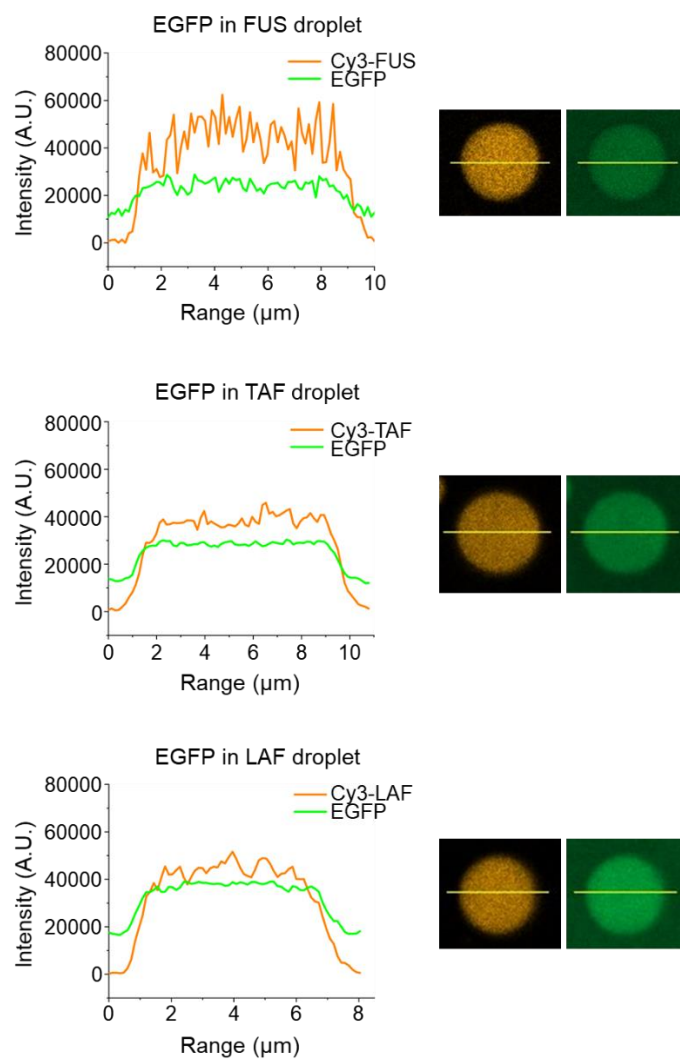 EGFP in FUS droplet
Cy3-FUS
EGFP
Intensity (A.U.)
80000
60000
40000
20000
0
0 2 4 6 8 10
Range (µm)
EGFP in TAF droplet
Cy3-TAF
EGFP
Intensity (A.U.)
80000
60000
40000
20000
0
0 2 4 6 8 10
Range (µm)
EGFP in LAF droplet
Cy3-LAF
EGFP
Intensity (A.U.)
80000
60000
40000
20000
0
0 2 4 6 8
Range (µm)